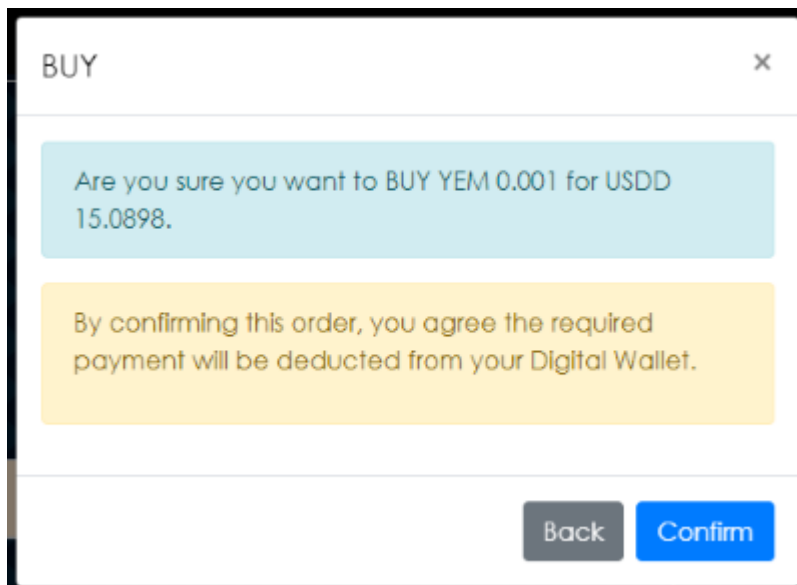 BUY
×
Are you sure you want to BUY YEM 0.001 for USDD
15.0898.
By confirming this order, you agree the required
payment will be deducted from your Digital Wallet.
Back Confirm